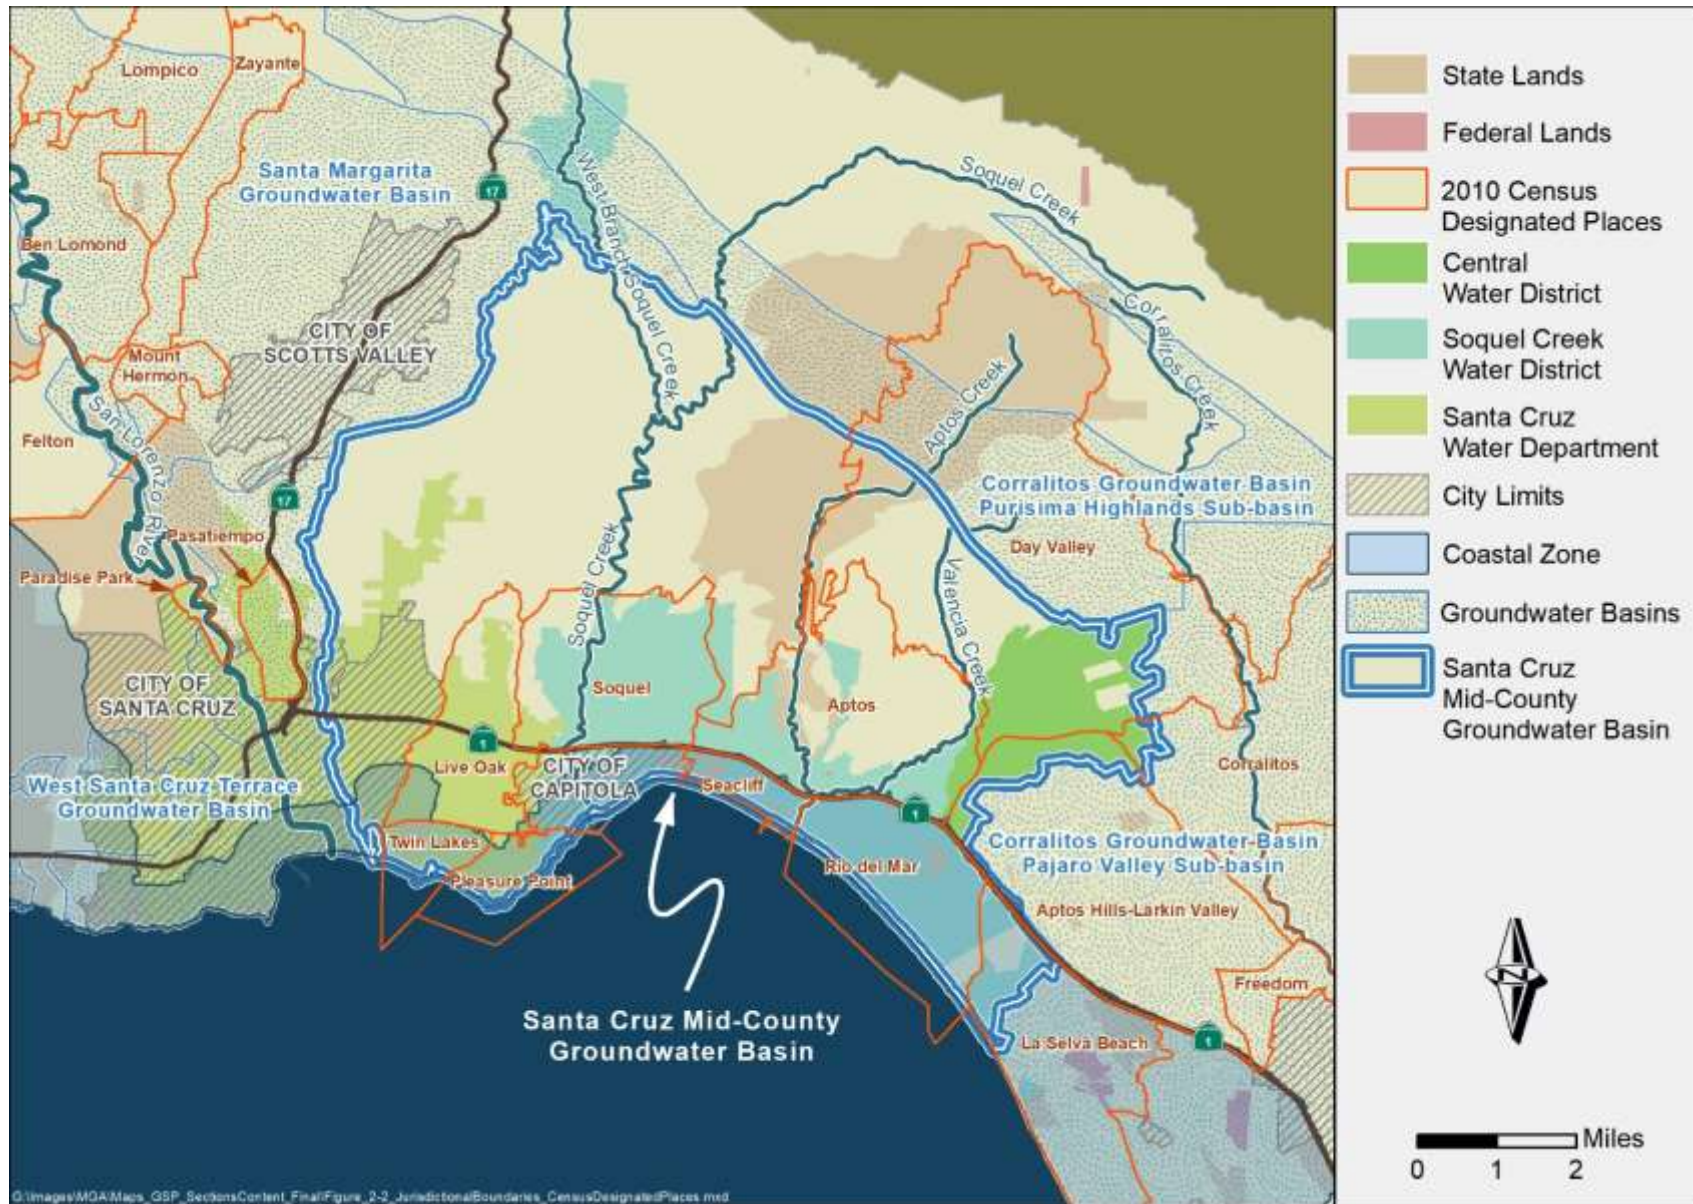 Lompico
Zayante
Santa Margarita
Groundwater Basin
17
West Branch Soquel Creek
Soquel Creek
Ben Lomond
CITY OF
SCOTTS VALLEY
Mount
Hermon
Corralitos Creek
Aptos Creek
Felton
San Lorenzo River
17
Corralitos Groundwater Basin
Purisima Highlands Sub-basin
Pasatiempo
Day Valley
Paradise Park
Soquel Creek
Valencia Creek
CITY OF
SANTA CRUZ
Soquel
Aptos
1
Live Oak
CITY OF
CAPITOLA
Seacliff
Corralitos
West Santa Cruz Terrace
Groundwater Basin
1
Twin Lakes
Pleasure Point
Rio del Mar
Corralitos Groundwater-Basin
Pajaro Valley Sub-basin
Aptos Hills-Larkin Valley
Freedom
Santa Cruz Mid-County
Groundwater Basin
La Selva Beach
1
G:\Images\MGA\Maps_GSP_SectionsContent_Final\Figure_2-2_JurisdictionalBoundaries_CensusDesignatedPlaces.mxd
State Lands
Federal Lands
2010 Census
Designated Places
Central
Water District
Soquel Creek
Water District
Santa Cruz
Water Department
City Limits
Coastal Zone
Groundwater Basins
Santa Cruz
Mid-County
Groundwater Basin
N
Miles
0 1 2